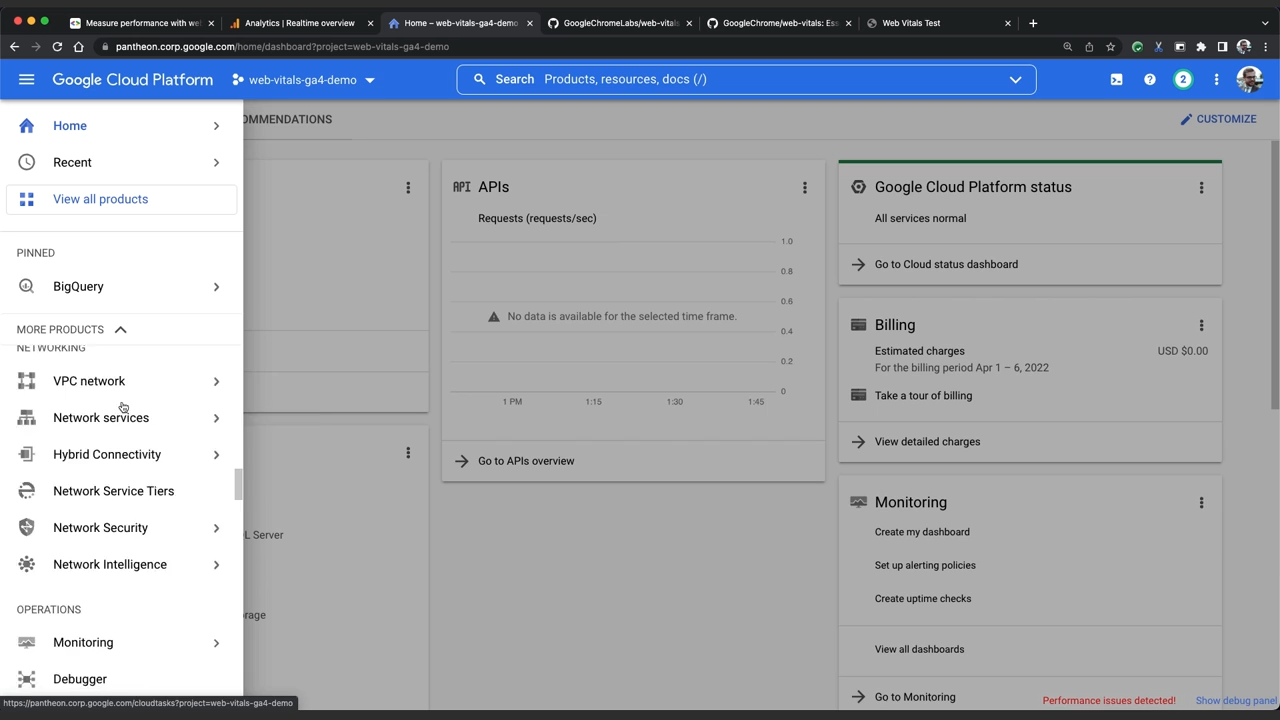 Measure performance with web
Analytics | Realtime overview
Home – web-vitals-ga4-demo
GoogleChromeLabs/web-vitals
GoogleChrome/web-vitals: Ess
Web Vitals Test
pantheon.corp.google.com/home/dashboard?project=web-vitals-ga4-demo
Google Cloud Platform
web-vitals-ga4-demo
Search Products, resources, docs (/)
2
Home
Recent
View all products
PINNED
BigQuery
MORE PRODUCTS
NETWORKING
VPC network
Network services
Hybrid Connectivity
Network Service Tiers
Network Security
Network Intelligence
OPERATIONS
Monitoring
Debugger
https://pantheon.corp.google.com/cloudtasks?project=web-vitals-ga4-demo
OMMENDATIONS
CUSTOMIZE
L Server
orage
API APIs
Requests (requests/sec)
1.0
0.8
0.6
No data is available for the selected time frame.
0.4
0.2
0
1 PM 1:15 1:30 1:45
Go to APIs overview
Google Cloud Platform status
All services normal
Go to Cloud status dashboard
Billing
Estimated charges USD $0.00
For the billing period Apr 1 – 6, 2022
Take a tour of billing
View detailed charges
Monitoring
Create my dashboard
Set up alerting policies
Create uptime checks
View all dashboards
Go to Monitoring
Performance issues detected! Show debug panel